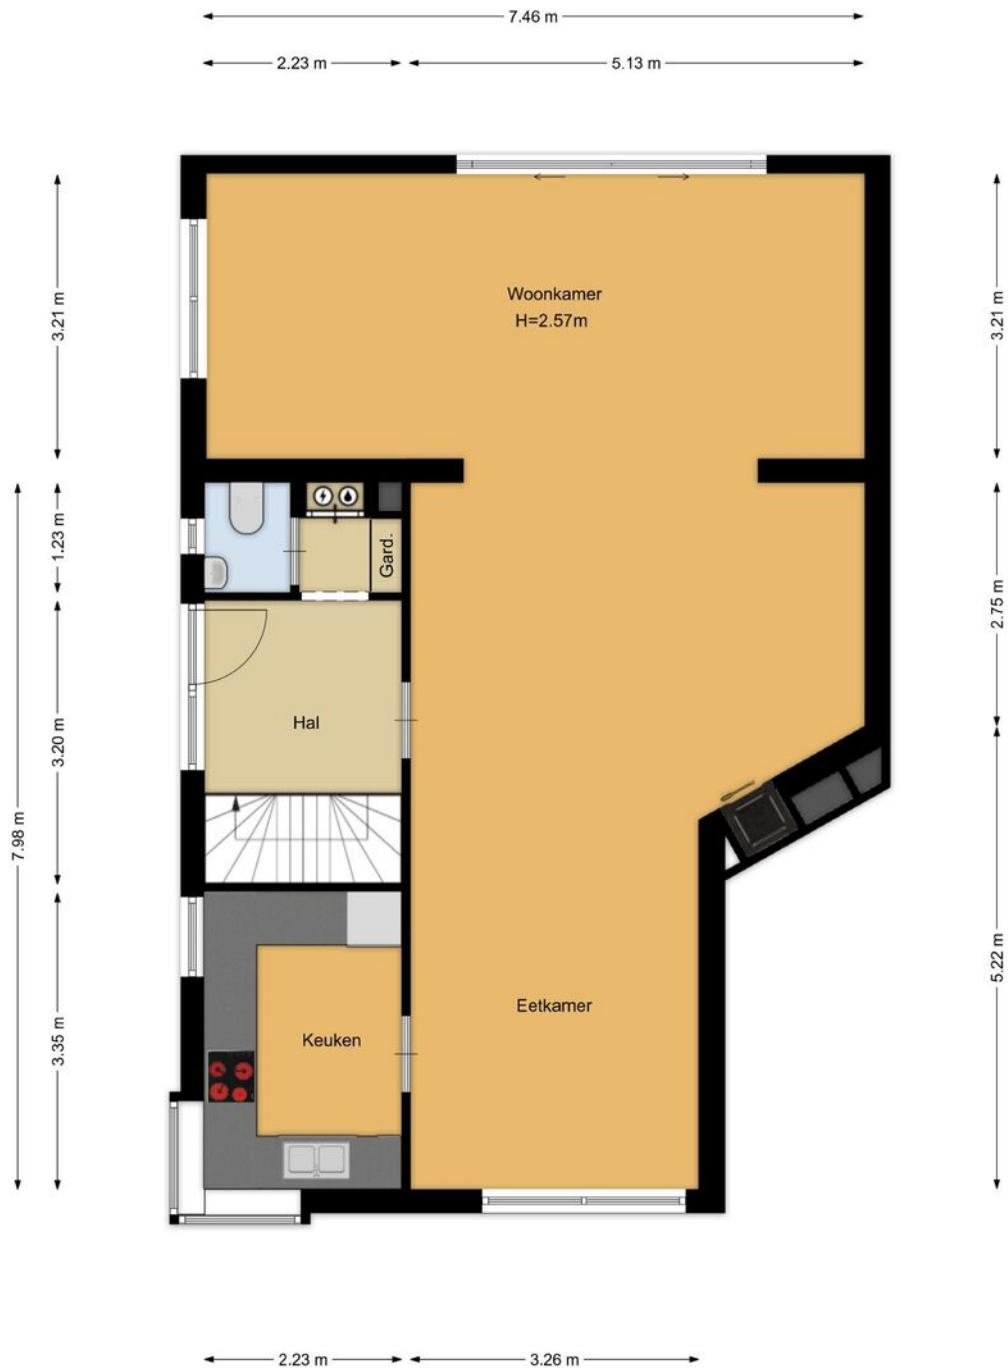 7.46 m
2.23 m
5.13 m
3.21 m
3.21 m
Woonkamer
H=2.57m
1.23 m
Gard.
2.75 m
3.20 m
Hal
7.98 m
5.22 m
Eetkamer
3.35 m
Keuken
2.23 m
3.26 m